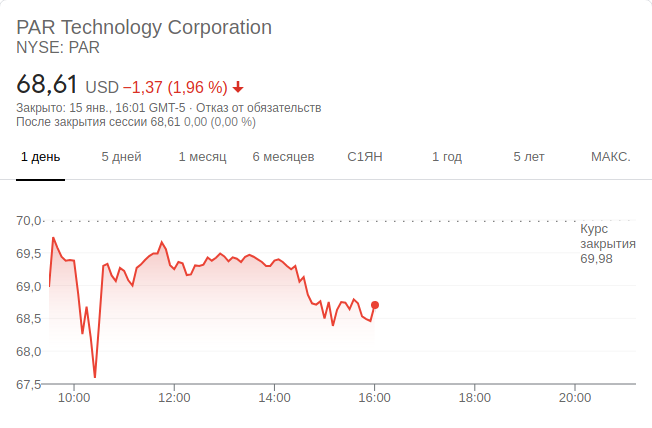 PAR Technology Corporation
NYSE: PAR
68,61 USD −1,37 (1,96 %)
Закрыто: 15 янв., 16:01 GMT-5 · Отказ от обязательств
После закрытия сессии 68,61 0,00 (0,00 %)
1 день 5 дней 1 месяц 6 месяцев С1ЯН 1 год 5 лет МАКС.
70,0
Курс
закрытия
69,98
69,5
69,0
68,5
68,0
67,5
10:00 12:00 14:00 16:00 18:00 20:00